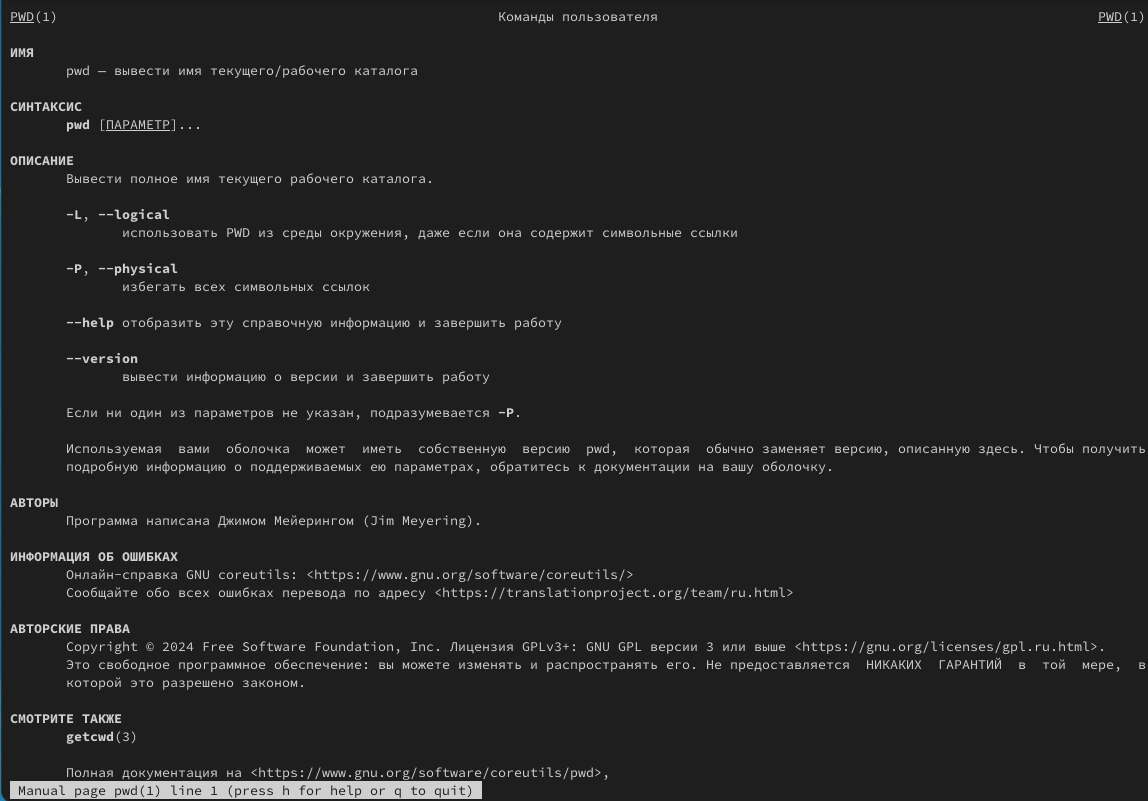 PWD(1) Команды пользователя PWD(1)
ИМЯ
pwd — вывести имя текущего/рабочего каталога
СИНТАКСИС
pwd [ПАРАМЕТР]...
ОПИСАНИЕ
Вывести полное имя текущего рабочего каталога.
-L, --logical
использовать PWD из среды окружения, даже если она содержит символьные ссылки
-P, --physical
избегать всех символьных ссылок
--help отобразить эту справочную информацию и завершить работу
--version
вывести информацию о версии и завершить работу
Если ни один из параметров не указан, подразумевается -P.
Используемая вами оболочка может иметь собственную версию pwd, которая обычно заменяет версию, описанную здесь. Чтобы получить
подробную информацию о поддерживаемых ею параметрах, обратитесь к документации на вашу оболочку.
АВТОРЫ
Программа написана Джимом Мейерингом (Jim Meyering).
ИНФОРМАЦИЯ ОБ ОШИБКАХ
Онлайн-справка GNU coreutils: <https://www.gnu.org/software/coreutils/>
Сообщайте обо всех ошибках перевода по адресу <https://translationproject.org/team/ru.html>
АВТОРСКИЕ ПРАВА
Copyright © 2024 Free Software Foundation, Inc. Лицензия GPLv3+: GNU GPL версии 3 или выше <https://gnu.org/licenses/gpl.ru.html>.
Это свободное программное обеспечение: вы можете изменять и распространять его. Не предоставляется НИКАКИХ ГАРАНТИЙ в той мере, в
которой это разрешено законом.
СМОТРИТЕ ТАКЖЕ
getcwd(3)
Полная документация на <https://www.gnu.org/software/coreutils/pwd>,
Manual page pwd(1) line 1 (press h for help or q to quit)